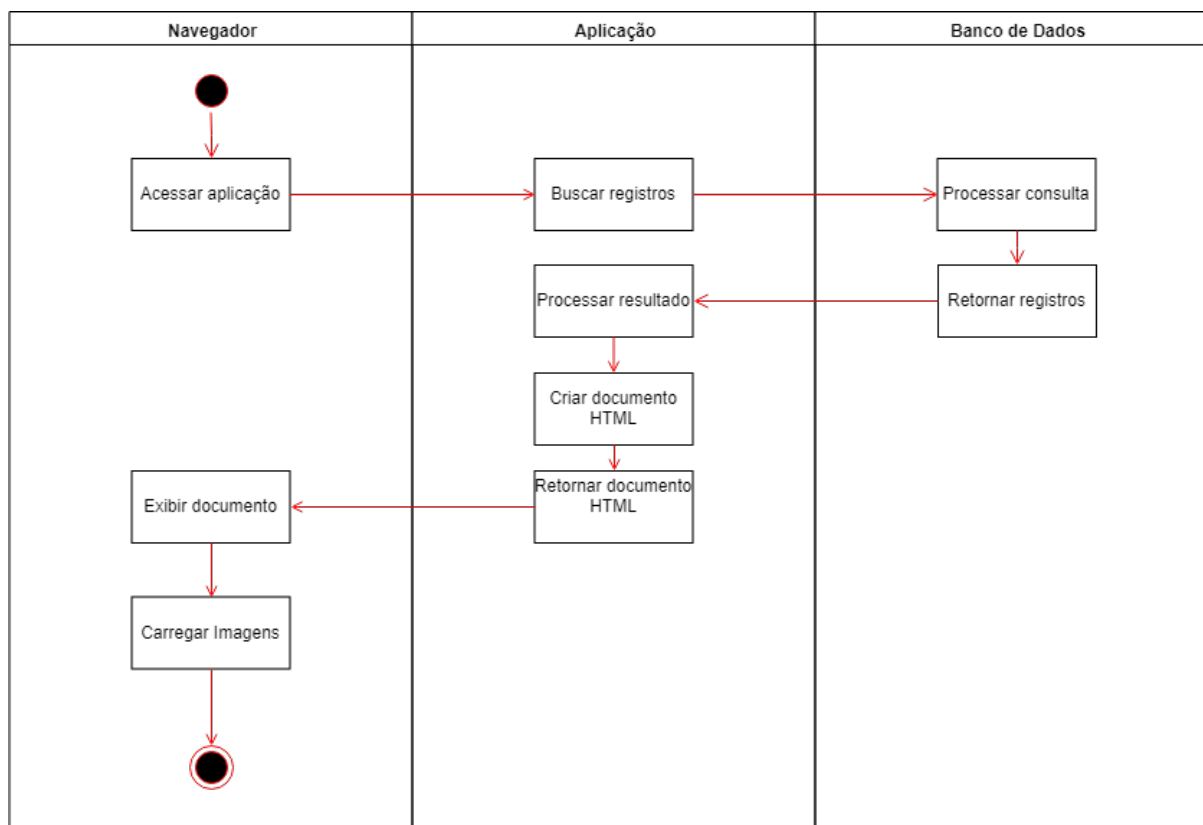 Navegador
Aplicação
Banco de Dados
Acessar aplicação
Buscar registros
Processar consulta
Processar resultado
Retornar registros
Criar documento
HTML
Exibir documento
Retornar documento
HTML
Carregar Imagens